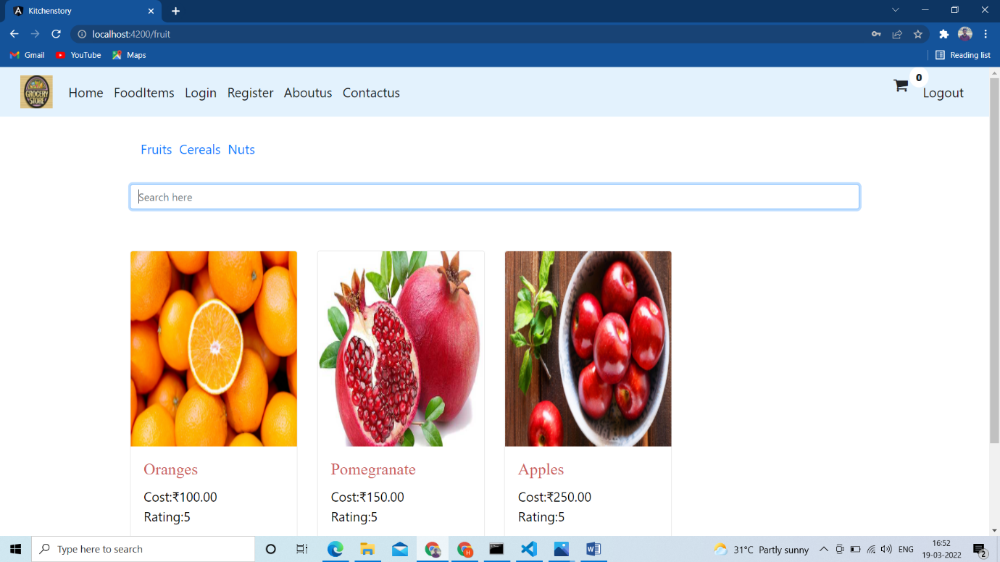 Kitchenstory
localhost:4200/fruit
Gmail YouTube Maps Reading list
GROCERY
STORE
Home FoodItems Login Register Aboutus Contactus 0 Logout
Fruits Cereals Nuts
Search here
Oranges Pomegranate Apples
Cost:₹100.00 Cost:₹150.00 Cost:₹250.00
Rating:5 Rating:5 Rating:5
Type here to search H W 31°C Partly sunny ENG 16:52
19-03-2022 2